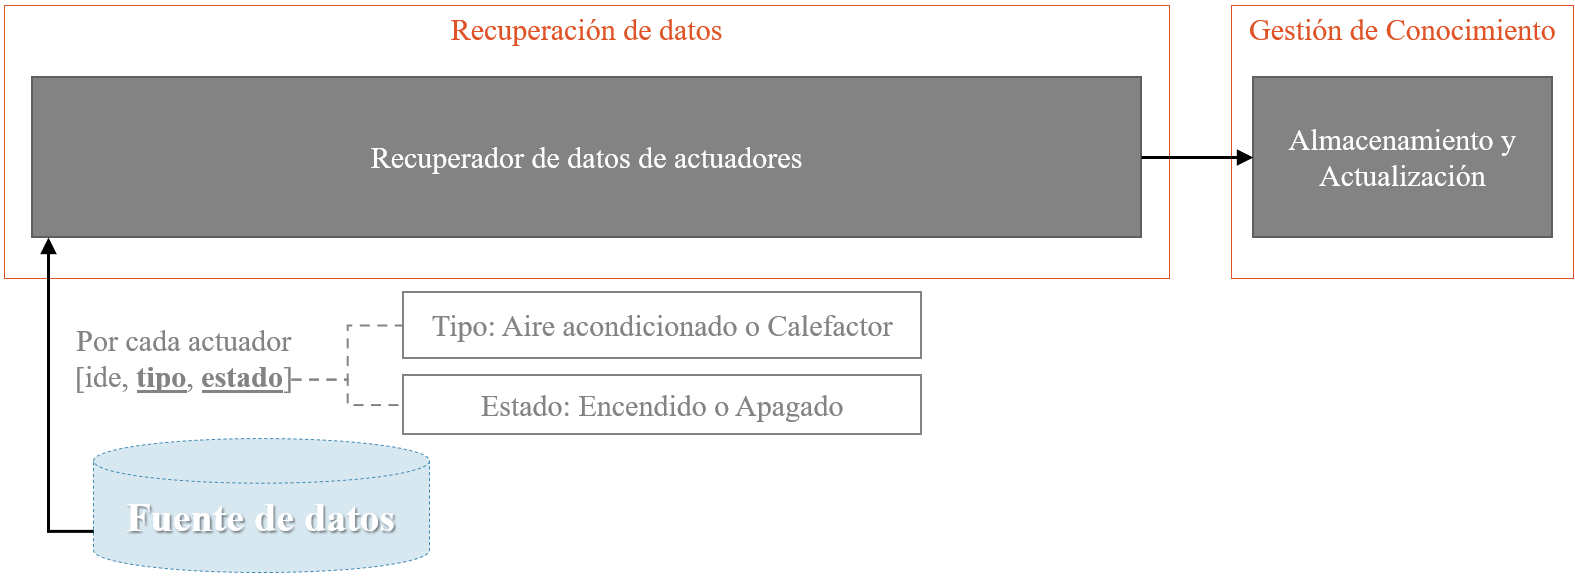 Recuperación de datos
Gestión de Conocimiento
Recuperador de datos de actuadores
Almacenamiento y
Actualización
Por cada actuador
[ide, tipo, estado]
Tipo: Aire acondicionado o Calefactor
Estado: Encendido o Apagado
Fuente de datos